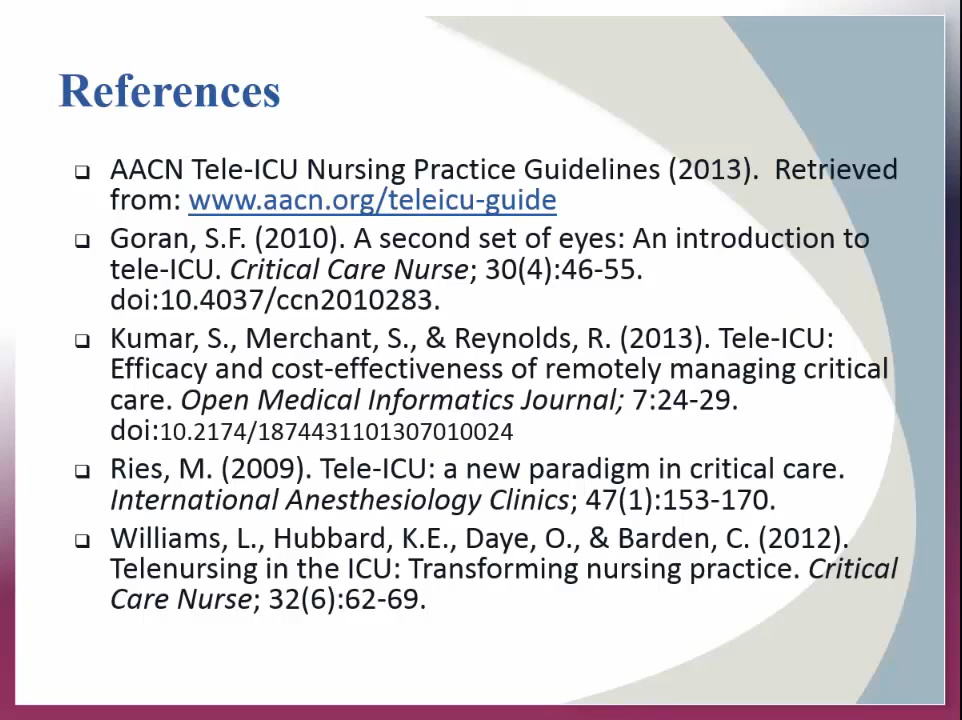 References
AACN Tele-ICU Nursing Practice Guidelines (2013).  Retrieved
from: www.aacn.org/teleicu-guide
Goran, S.F. (2010). A second set of eyes: An introduction to
tele-ICU. Critical Care Nurse; 30(4):46-55.
doi:10.4037/ccn2010283.
Kumar, S., Merchant, S., & Reynolds, R. (2013). Tele-ICU:
Efficacy and cost-effectiveness of remotely managing critical
care. Open Medical Informatics Journal; 7:24-29.
doi:10.2174/1874431101307010024
Ries, M. (2009). Tele-ICU: a new paradigm in critical care.
International Anesthesiology Clinics; 47(1):153-170.
Williams, L., Hubbard, K.E., Daye, O., & Barden, C. (2012).
Telenursing in the ICU: Transforming nursing practice. Critical
Care Nurse; 32(6):62-69.